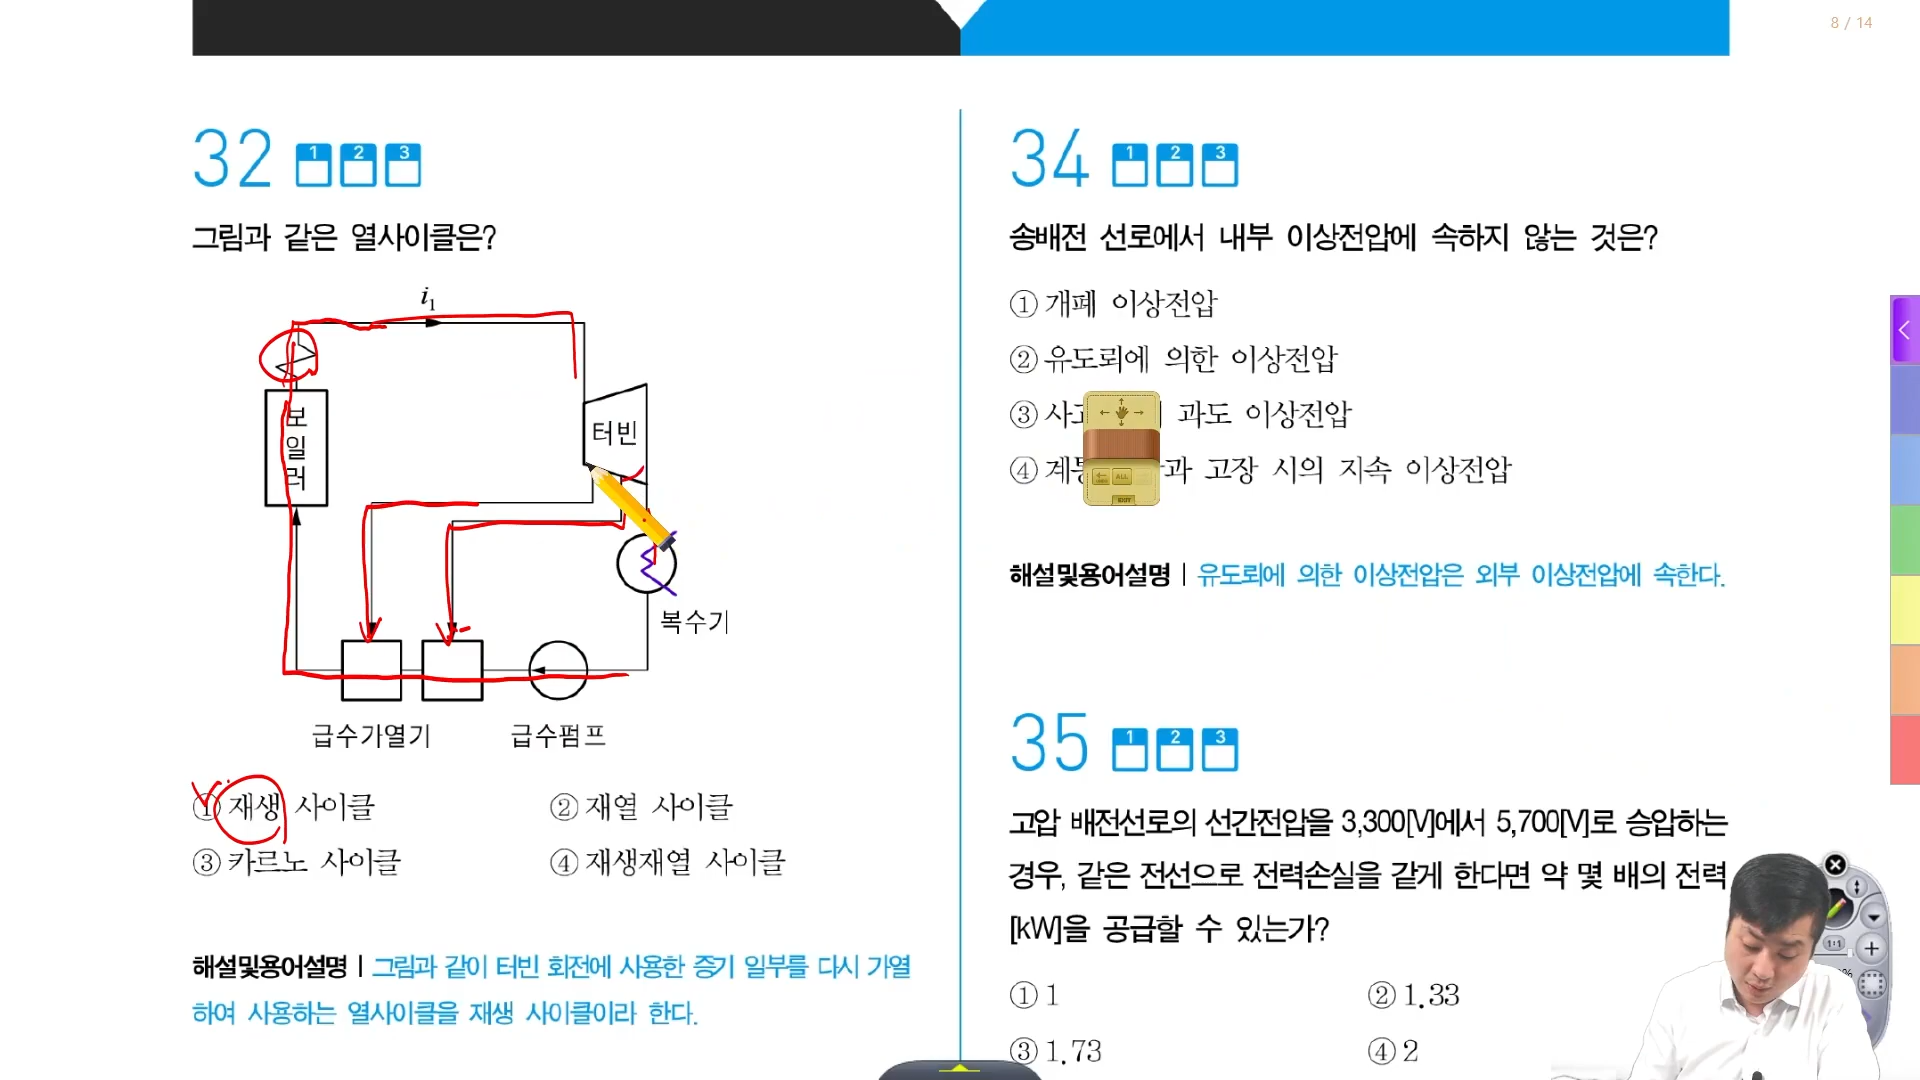 8 / 14
32 1 2 3
그림과 같은 열사이클은?
i1
보일러
터빈
복수기
급수가열기 급수펌프
① 재생 사이클 ② 재열 사이클
③ 카르노 사이클 ④ 재생재열 사이클
해설및용어설명 | 그림과 같이 터빈 회전에 사용한 증기 일부를 다시 가열
하여 사용하는 열사이클을 재생 사이클이라 한다.
34 1 2 3
송배전 선로에서 내부 이상전압에 속하지 않는 것은?
① 개폐 이상전압
② 유도뢰에 의한 이상전압
③ 과도 이상전압
④ 고장 시의 지속 이상전압
ALL
EXIT
해설및용어설명 | 유도뢰에 의한 이상전압은 외부 이상전압에 속한다.
35 1 2 3
고압 배전선로의 선간전압을 3,300[V]에서 5,700[V]로 승압하는
경우, 같은 전선으로 전력손실을 같게 한다면 약 몇 배의 전력
[kW]을 공급할 수 있는가?
① 1 ② 1.33
③ 1.73 ④ 2
1:1
%